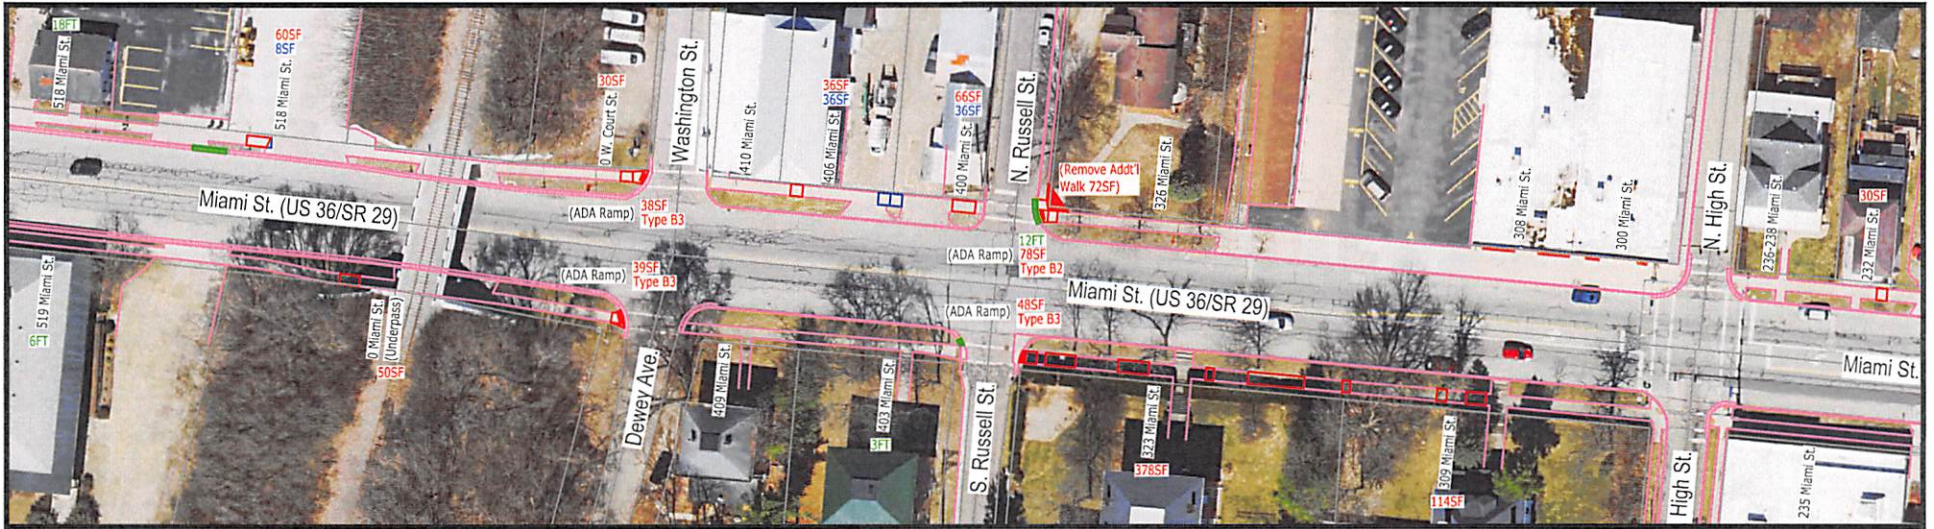 18FT
518 Miami St.
60SF
8SF
518 Miami St.
30SF
0 W. Court St.
Washington St.
410 Miami St.
36SF
36SF
406 Miami St.
66SF
36SF
400 Miami St.
N. Russell St.
(Remove Addt'l
Walk 72SF)
326 Miami St.
308 Miami St.
300 Miami St.
N. High St.
236-238 Miami St.
30SF
232 Miami St.
Miami St. (US 36/SR 29)
(ADA Ramp)
38SF
Type B3
(ADA Ramp)
12FT
78SF
Type B2
519 Miami St.
6FT
0 Miami St.
(Underpass)
50SF
(ADA Ramp)
39SF
Type B3
Dewey Ave.
409 Miami St.
403 Miami St.
3FT
(ADA Ramp)
48SF
Type B3
S. Russell St.
Miami St. (US 36/SR 29)
323 Miami St.
378SF
309 Miami St.
114SF
High St.
Miami St.
235 Miami St.